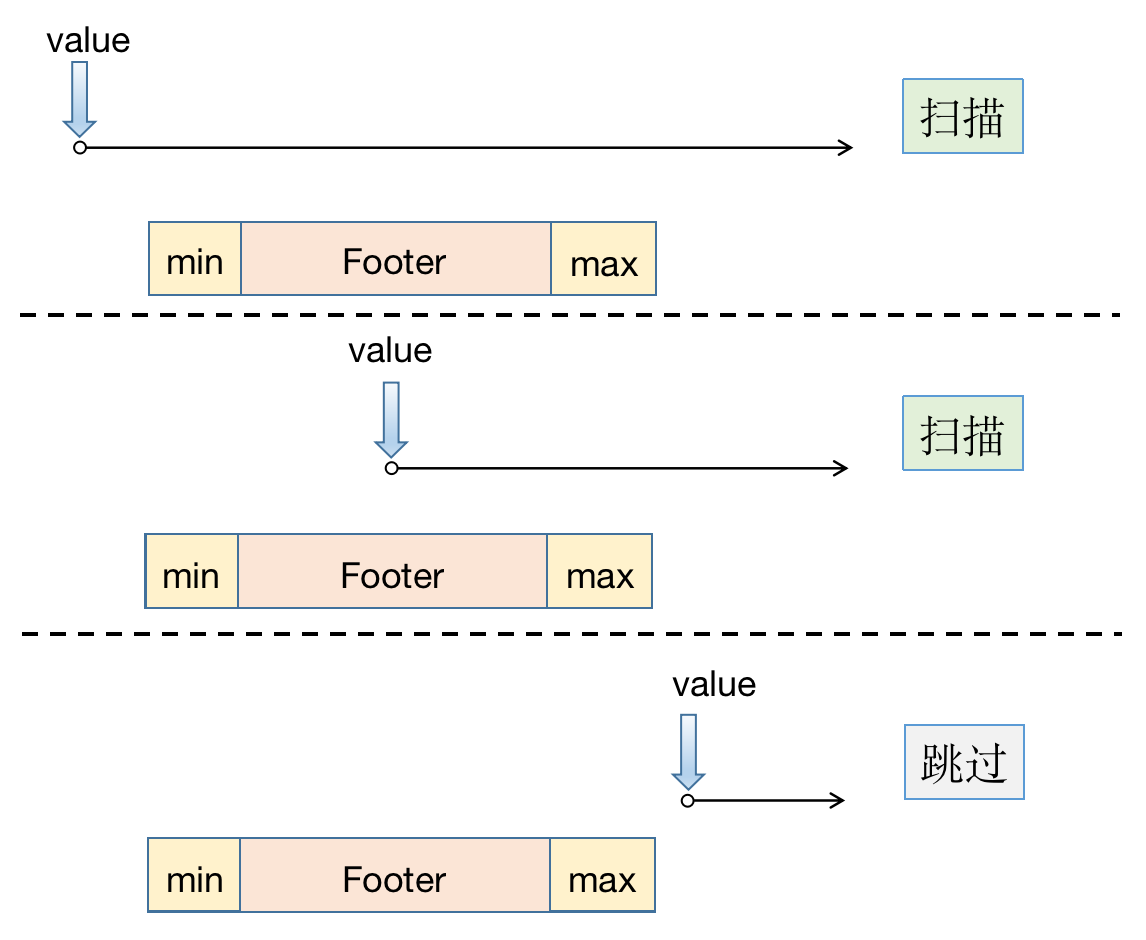 value
扫描
min Footer max
value
扫描
min Footer max
value
跳过
min Footer max